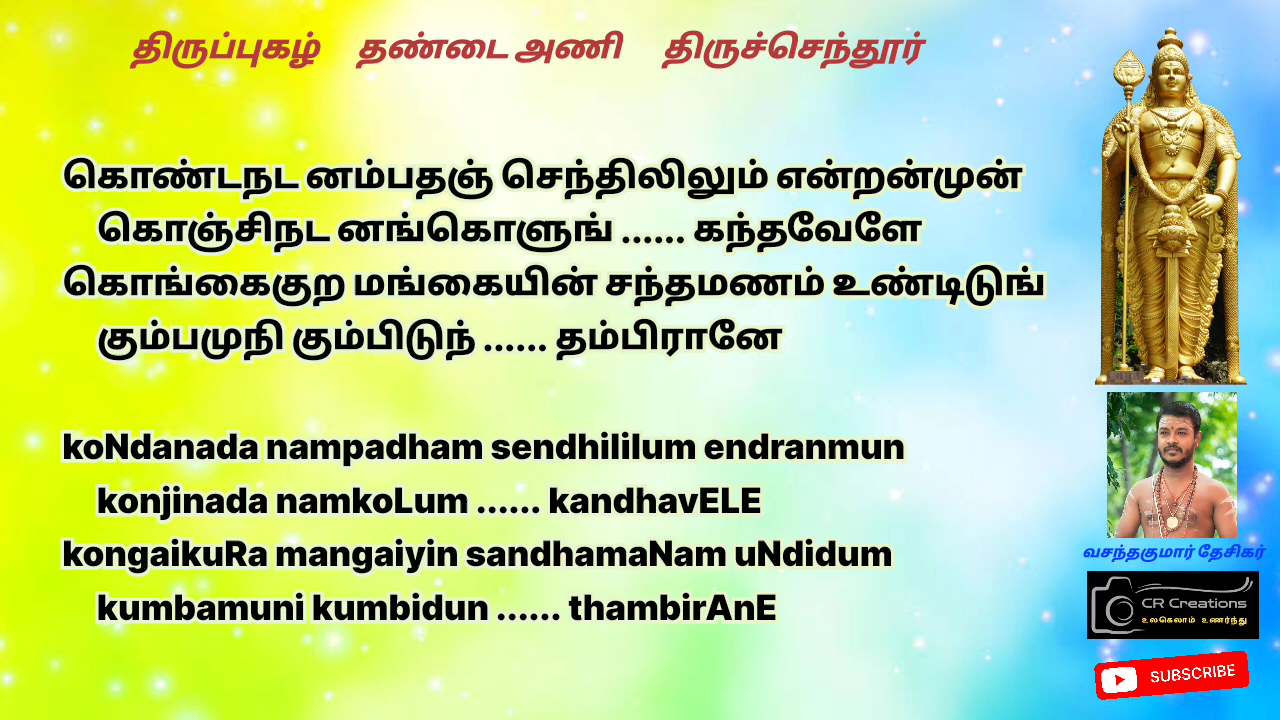 திருப்புகழ் தண்டை அணி திருச்செந்தூர்
கொண்டநட னம்பதஞ் செந்திலிலும் என்றன்முன்
கொஞ்சிநட னங்கொளுங் ...... கந்தவேளே
கொங்கைகுற மங்கையின் சந்தமணம் உண்டிடுங்
கும்பமுநி கும்பிடுந் ...... தம்பிரானே
koNdanada nampadham sendhililum endranmun
konjinada namkoLum ...... kandhavELE
kongaikuRa mangaiyin sandhamaNam uNdidum
kumbamuni kumbidun ...... thambirAnE
வசந்தகுமார் தேசிகர்
CR Creations
உலகெலாம் உணர்ந்து
SUBSCRIBE